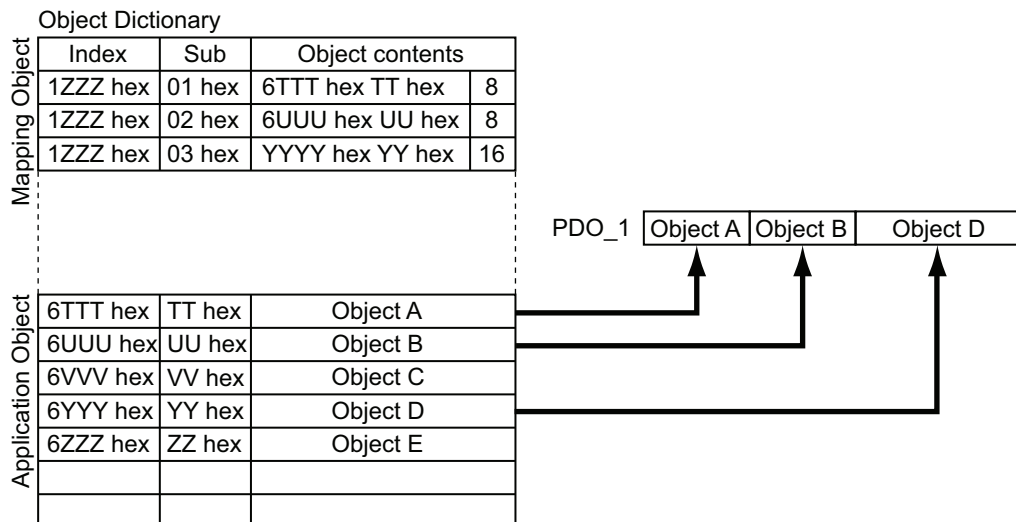 Object Dictionary
Mapping Object
Index Sub Object contents
1ZZZ hex 01 hex 6TTT hex TT hex 8
1ZZZ hex 02 hex 6UUU hex UU hex 8
1ZZZ hex 03 hex YYYY hex YY hex 16
PDO_1 Object A Object B Object D
Application Object
6TTT hex TT hex Object A
6UUU hex UU hex Object B
6VVV hex VV hex Object C
6YYY hex YY hex Object D
6ZZZ hex ZZ hex Object E